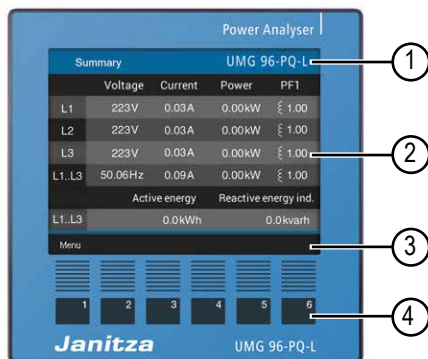 Power Analyser
Summary UMG 96-PQ-L
1
Voltage Current Power PF1
L1 223V 0.03A 0.00kW 1.00
L2 223V 0.03A 0.00kW 1.00
L3 223V 0.03A 0.00kW 1.00
2
L1..L3 50.06Hz 0.09A 0.00kW 1.00
Active energy Reactive energy ind.
L1..L3 0.0kWh 0.0kvarh
Menu
3
1 2 3 4 5 6
4
Janitza UMG 96-PQ-L